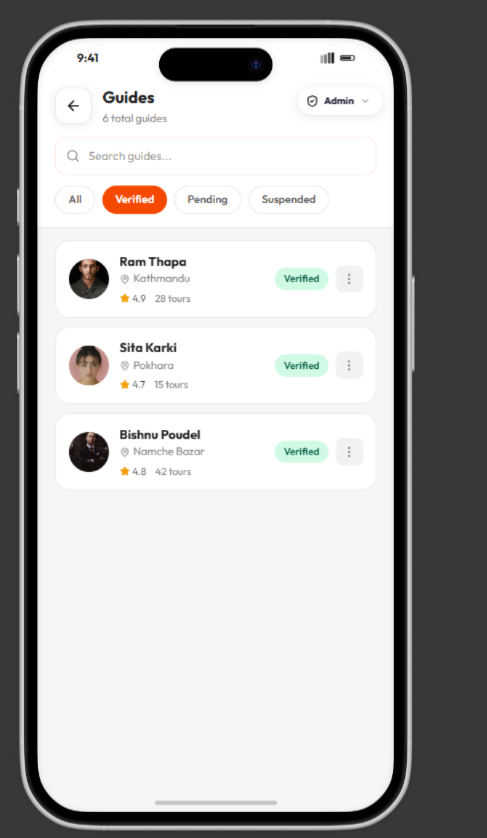 9:41
Guides
6 total guides
Admin
Search guides...
All Verified Pending Suspended
Ram Thapa
Kathmandu
Verified
4.9 28 tours
Sita Karki
Pokhara
Verified
4.7 15 tours
Bishnu Poudel
Namche Bazar
Verified
4.8 42 tours